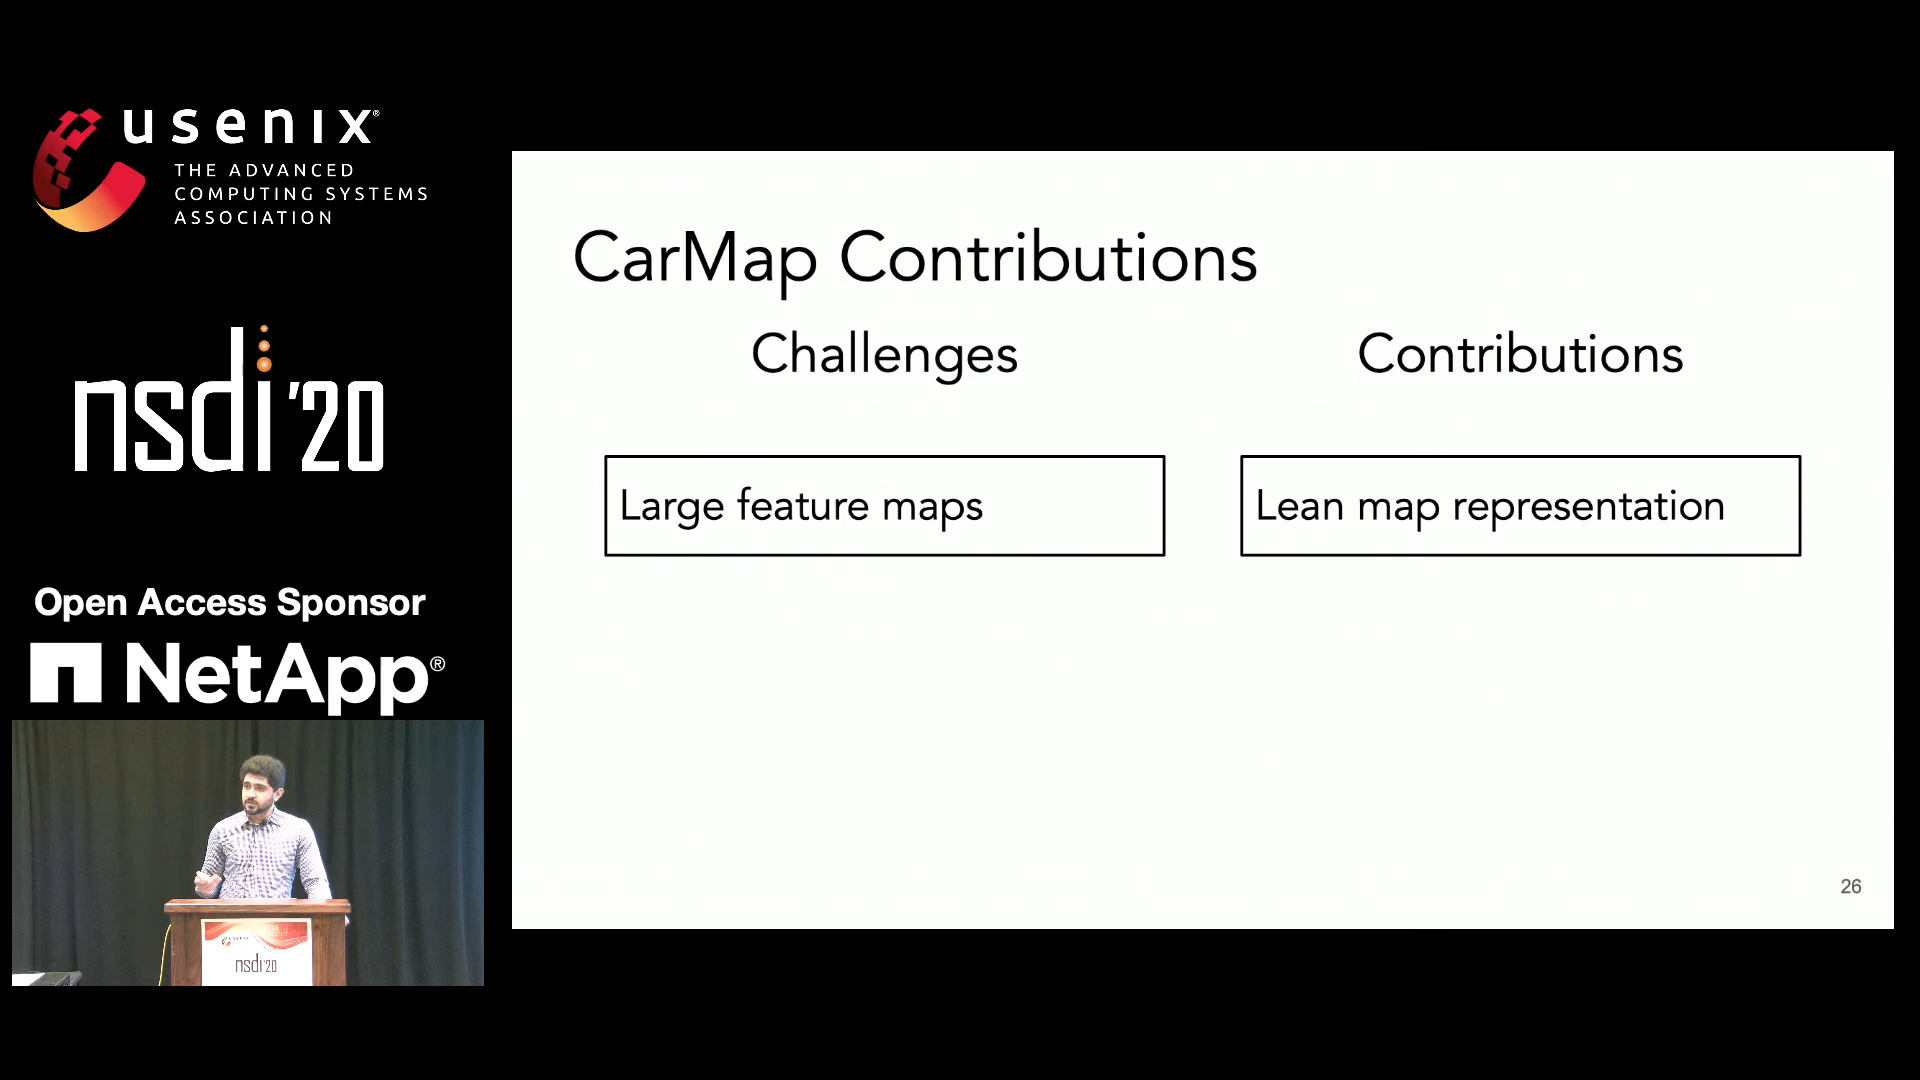 usenix®
THE ADVANCED
COMPUTING SYSTEMS
ASSOCIATION
nsdi '20
Open Access Sponsor
NetApp®
CarMap Contributions
Challenges
Contributions
Large feature maps
Lean map representation
26
usenix
nsdi '20